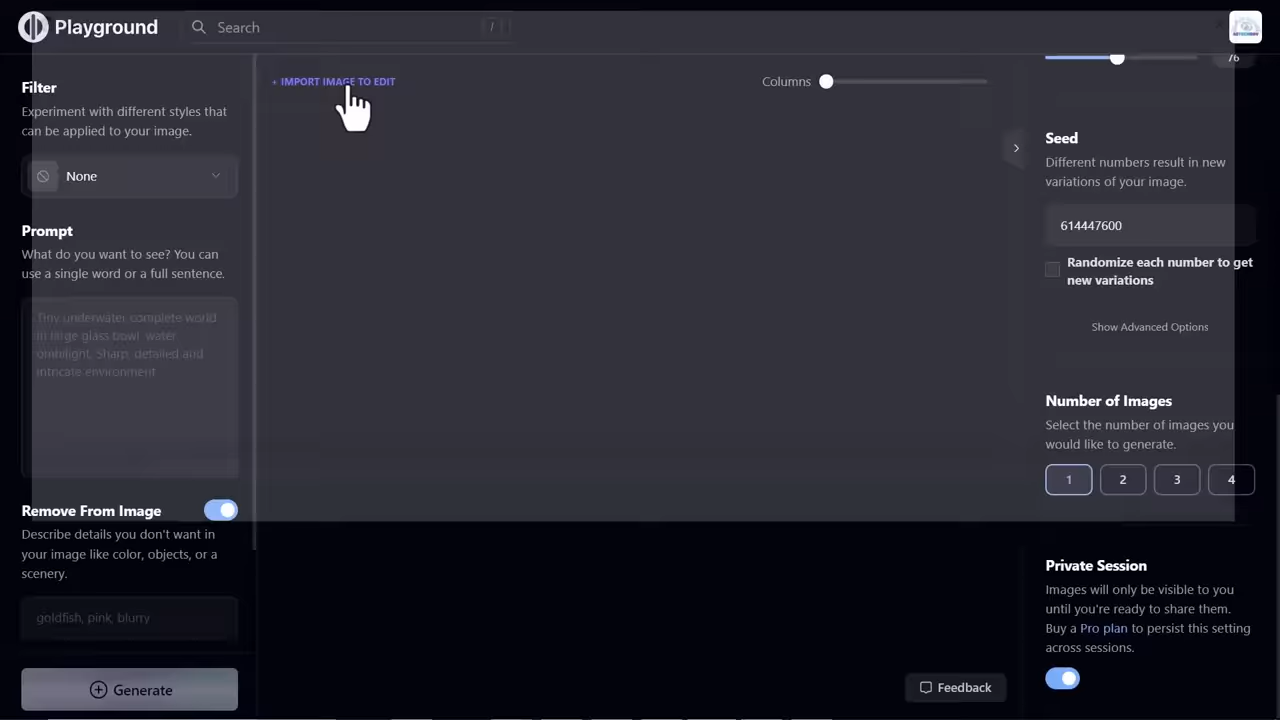 Playground
Search
/
Filter
Experiment with different styles that
can be applied to your image.
None
Prompt
What do you want to see? You can
use a single word or a full sentence.
Tiny underwater complete world
in large glass bowl, water
omhilight. Sharp, detailed and
intricate environment
Remove From Image
Describe details you don't want in
your image like color, objects, or a
scenery.
goldfish, pink, blurry
Generate
+ IMPORT IMAGE TO EDIT
Columns
76
Seed
Different numbers result in new
variations of your image.
614447600
Randomize each number to get
new variations
Show Advanced Options
Number of Images
Select the number of images you
would like to generate.
1 2 3 4
Private Session
Images will only be visible to you
until you're ready to share them.
Buy a Pro plan to persist this setting
across sessions.
Feedback